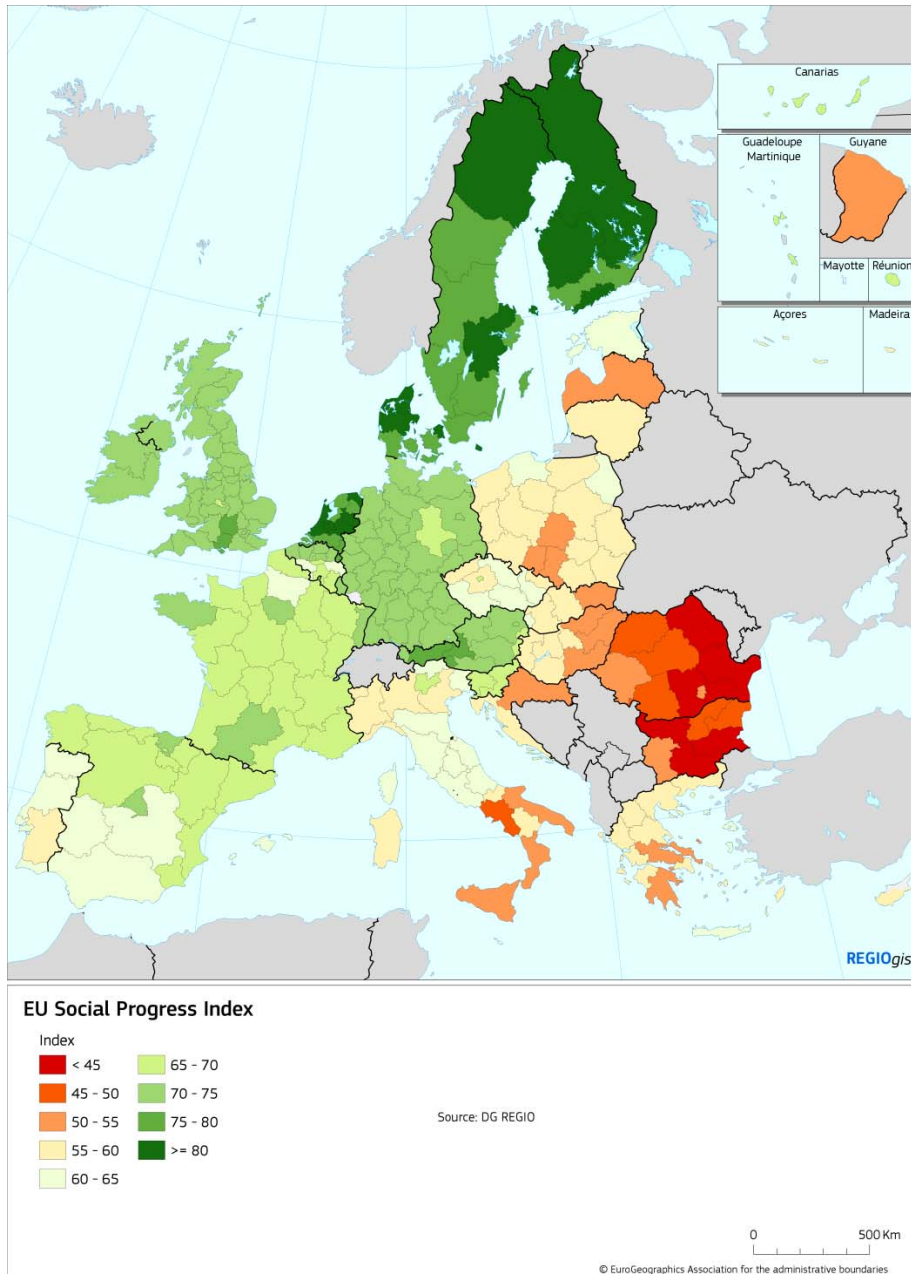 Canarias
Guadeloupe
Martinique
Guyane
Mayotte
Réunion
Açores
Madeira
REGIOgis
EU Social Progress Index
Index
< 45
45 - 50
50 - 55
55 - 60
60 - 65
65 - 70
70 - 75
75 - 80
>= 80
Source: DG REGIO
0 500 Km
© EuroGeographics Association for the administrative boundaries